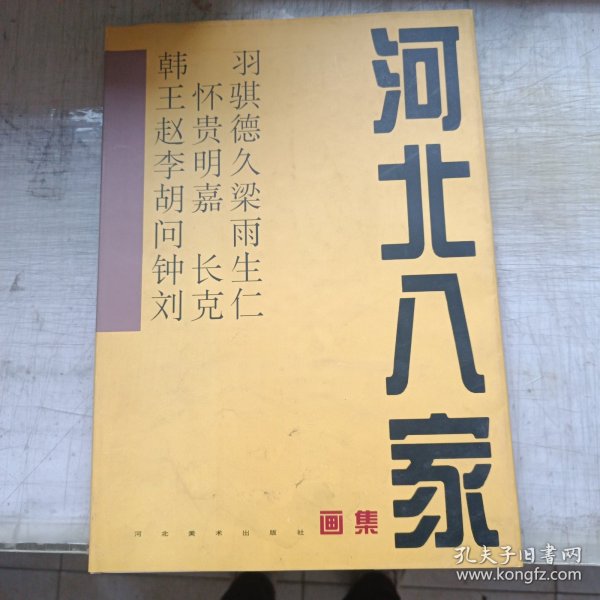 河北八家
韩 羽
王怀骐
赵贵德
李明久
胡嘉梁
问 雨
钟长生
刘克仁
画集
河北美术出版社
孔夫子旧书网
www.kongfz.com